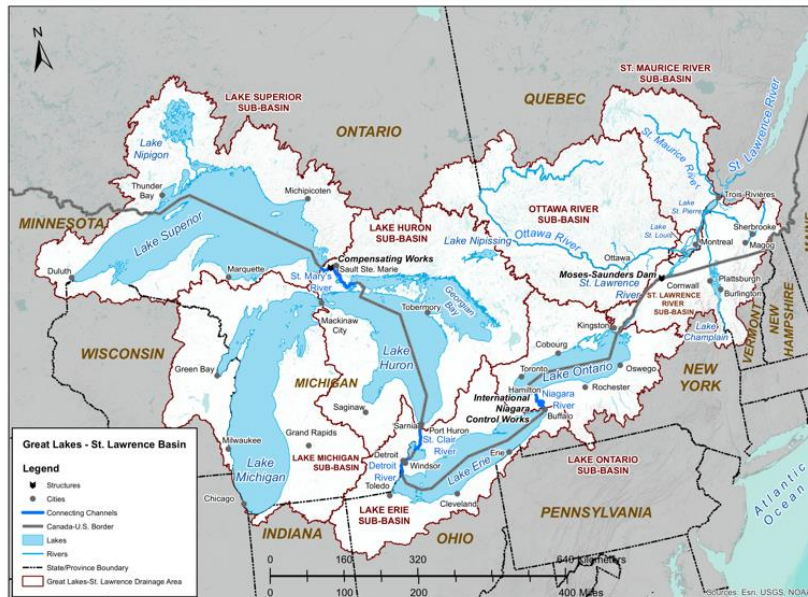 N
ST. MAURICE RIVER
SUB-BASIN
LAKE SUPERIOR
SUB-BASIN
QUEBEC
ONTARIO
Lake
Nipigon
St. Maurice River
St. Lawrence River
Thunder
Bay
Michipicoten
Trois-Rivières
Lake
St. Pierre
MINNESOTA
Lake Superior
LAKE HURON
SUB-BASIN
OTTAWA RIVER
SUB-BASIN
Lake
St. Louis
Sherbrooke
Magog
Lake Nipissing
Ottawa River
Ottawa
Montreal
Compensating Works
Sault Ste. Marie
Duluth
Marquette
St. Mary's
River
Moses-Saunders Dam
St. Lawrence
River
Cornwall
ST. LAWRENCE
RIVER
SUB-BASIN
Plattsburgh
Burlington
Georgian
Bay
Tobermory
Mackinaw
City
Kingston
Lake
Champlain
VERMONT
NEW
HAMPSHIRE
WISCONSIN
Green Bay
Lake
Huron
Cobourg
Toronto
Lake Ontario
Oswego
NEW
YORK
MICHIGAN
Hamilton
Rochester
International
Niagara
Control Works
Niagara
River
Buffalo
Saginaw
Sarnia
Port Huron
St. Clair
River
Grand Rapids
Milwaukee
Lake
Michigan
LAKE MICHIGAN
SUB-BASIN
Detroit
Detroit
River
Windsor
Lake Erie
Erie
LAKE ONTARIO
SUB-BASIN
Toledo
Cleveland
Chicago
LAKE ERIE
SUB-BASIN
PENNSYLVANIA
Atlantic
Ocean
INDIANA
OHIO
0 160 320 640 Kilometers
0 100 200 400 Miles
Great Lakes - St. Lawrence Basin
Legend
Structures
Cities
Connecting Channels
Canada-U.S. Border
Lakes
Rivers
State/Province Boundary
Great Lakes-St. Lawrence Drainage Area
Sources: Esri, USGS, NOAA